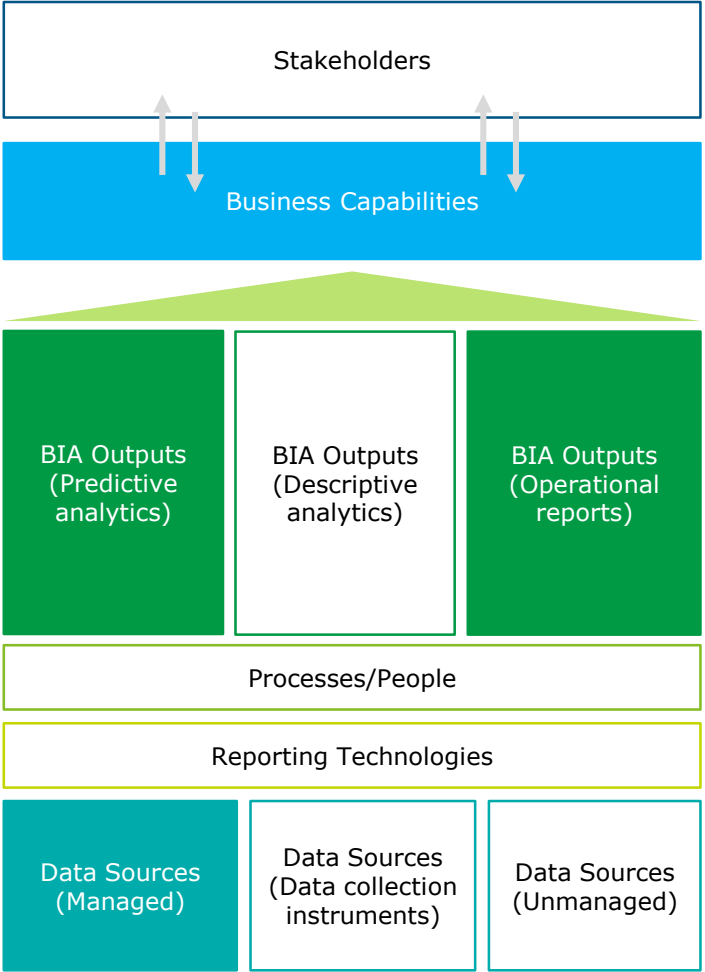 Stakeholders
Business Capabilities
BIA Outputs
(Predictive
analytics)
BIA Outputs
(Descriptive
analytics)
BIA Outputs
(Operational
reports)
Processes/People
Reporting Technologies
Data Sources
(Managed)
Data Sources
(Data collection
instruments)
Data Sources
(Unmanaged)